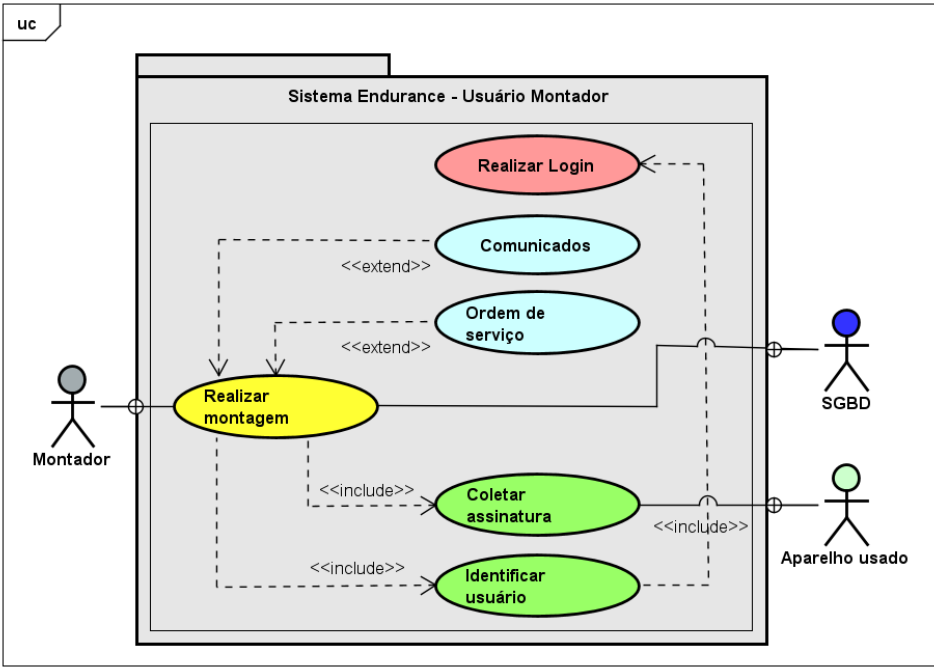 uc
Sistema Endurance - Usuário Montador
Realizar Login
Comunicados
<<extend>>
Ordem de
serviço
<<extend>>
Realizar
montagem
Montador
SGBD
<<include>>
Coletar
assinatura
<<include>>
Aparelho usado
<<include>>
Identificar
usuário